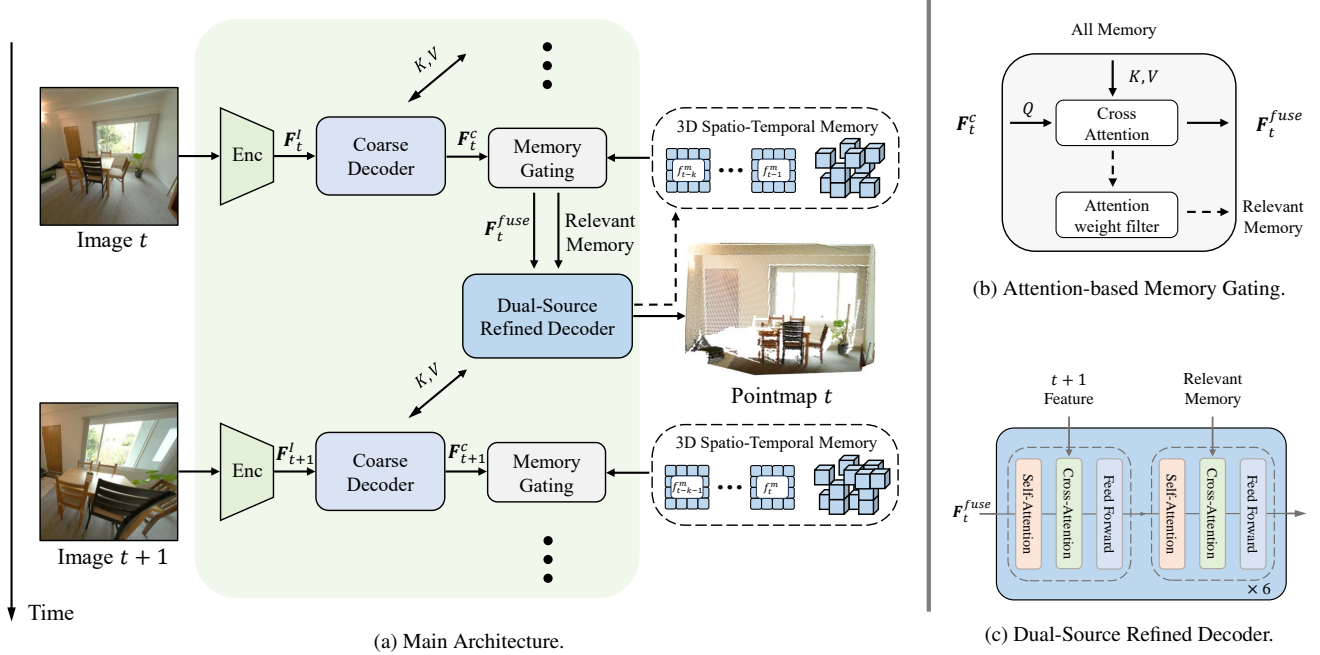 K,V
Enc
F_t^I
Coarse
Decoder
F_t^c
Memory
Gating
3D Spatio-Temporal Memory
f_{t-k}^m
f_{t-1}^m
Image t
F_t^{fuse}
Relevant
Memory
Dual-Source
Refined Decoder
Pointmap t
K,V
Enc
F_{t+1}^I
Coarse
Decoder
F_{t+1}^c
Memory
Gating
3D Spatio-Temporal Memory
f_{t-k-1}^m
f_t^m
Image t + 1
Time
(a) Main Architecture.
All Memory
K,V
F_t^c
Q
Cross
Attention
F_t^{fuse}
Attention
weight filter
Relevant
Memory
(b) Attention-based Memory Gating.
t + 1
Feature
Relevant
Memory
F_t^{fuse}
Self-Attention
Cross-Attention
Feed Forward
Self-Attention
Cross-Attention
Feed Forward
× 6
(c) Dual-Source Refined Decoder.